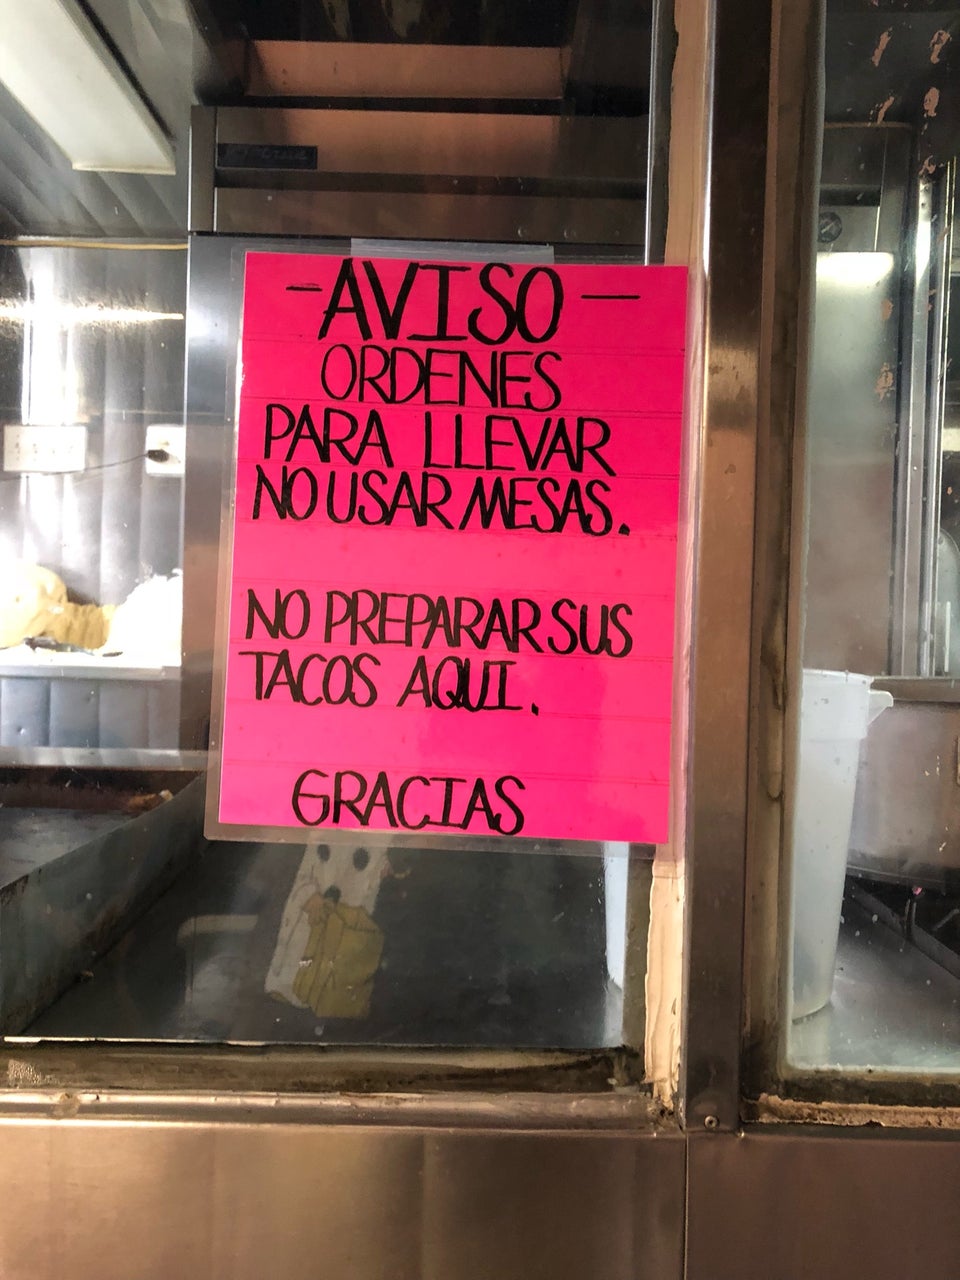 - AVISO -
ORDENES
PARA LLEVAR
NO USAR MESAS.
NO PREPARAR SUS
TACOS AQUI.
GRACIAS